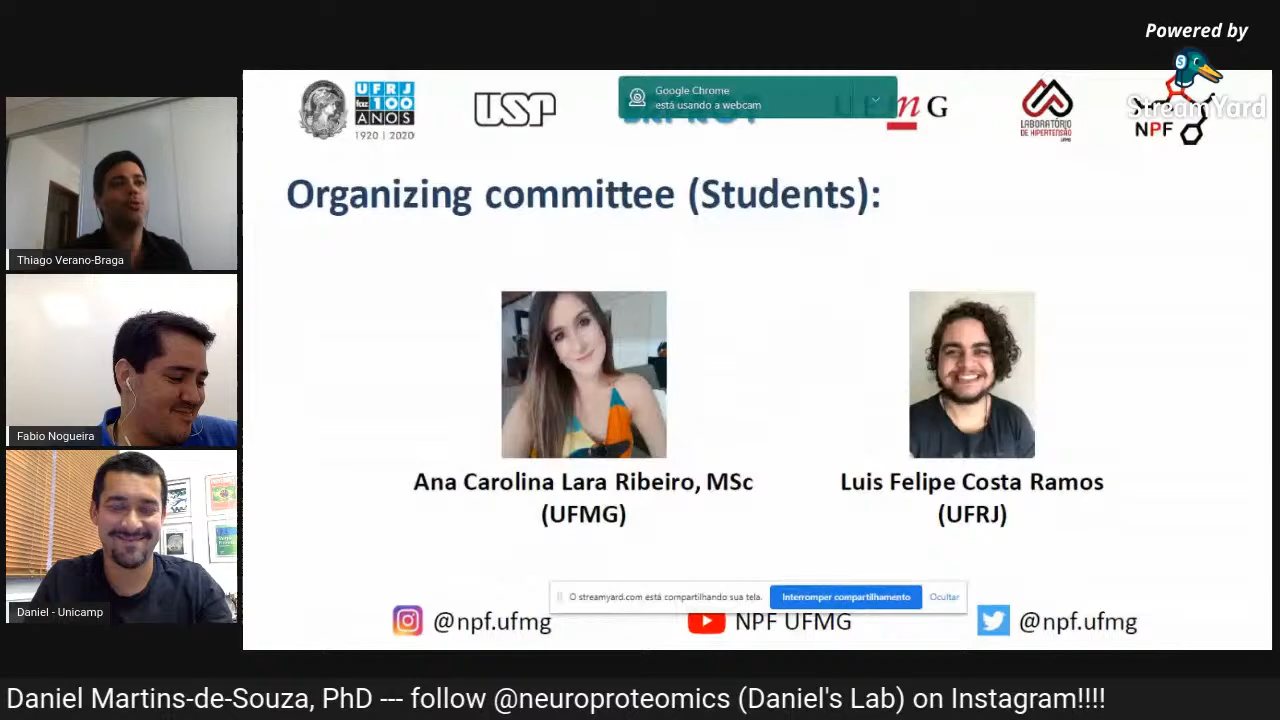 Powered by
StreamYard
UFRJ
faz 100
ANOS
1920 | 2020
USP
Google Chrome
está usando a webcam
m G
LABORATÓRIO
DE HIPERTENSÃO
UFMG
NPF
Organizing committee (Students):
Thiago Verano-Braga
Fabio Nogueira
Daniel - Unicamp
Ana Carolina Lara Ribeiro, MSc
(UFMG)
Luis Felipe Costa Ramos
(UFRJ)
O streamyard.com está compartilhando sua tela.
Interromper compartilhamento
Ocultar
@npf.ufmg
NPF UFMG
@npf.ufmg
Daniel Martins-de-Souza, PhD --- follow @neuroproteomics (Daniel's Lab) on Instagram!!!!